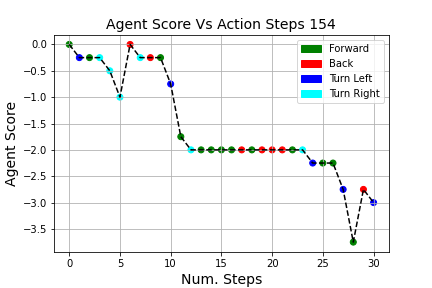 Agent Score Vs Action Steps 154
Agent Score
0.0
−0.5
−1.0
−1.5
−2.0
−2.5
−3.0
−3.5
Forward
Back
Turn Left
Turn Right
0 5 10 15 20 25 30
Num. Steps